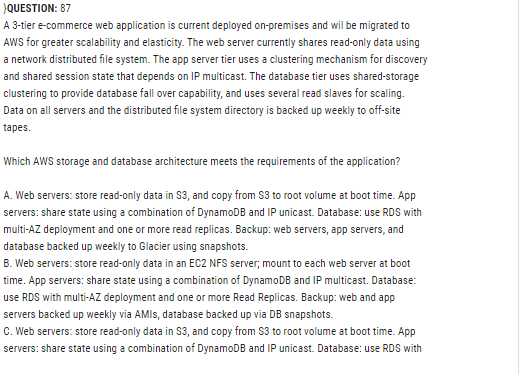 }QUESTION: 87
A 3-tier e-commerce web application is current deployed on-premises and wil be migrated to
AWS for greater scalability and elasticity. The web server currently shares read-only data using
a network distributed file system. The app server tier uses a clustering mechanism for discovery
and shared session state that depends on IP multicast. The database tier uses shared-storage
clustering to provide database fall over capability, and uses several read slaves for scaling.
Data on all servers and the distributed file system directory is backed up weekly to off-site
tapes.
Which AWS storage and database architecture meets the requirements of the application?
A. Web servers: store read-only data in S3, and copy from S3 to root volume at boot time. App
servers: share state using a combination of DynamoDB and IP unicast. Database: use RDS with
multi-AZ deployment and one or more read replicas. Backup: web servers, app servers, and
database backed up weekly to Glacier using snapshots.
B. Web servers: store read-only data in an EC2 NFS server; mount to each web server at boot
time. App servers: share state using a combination of DynamoDB and IP multicast. Database:
use RDS with multi-AZ deployment and one or more Read Replicas. Backup: web and app
servers backed up weekly via AMIs, database backed up via DB snapshots.
C. Web servers: store read-only data in S3, and copy from S3 to root volume at boot time. App
servers: share state using a combination of DynamoDB and IP unicast. Database: use RDS with